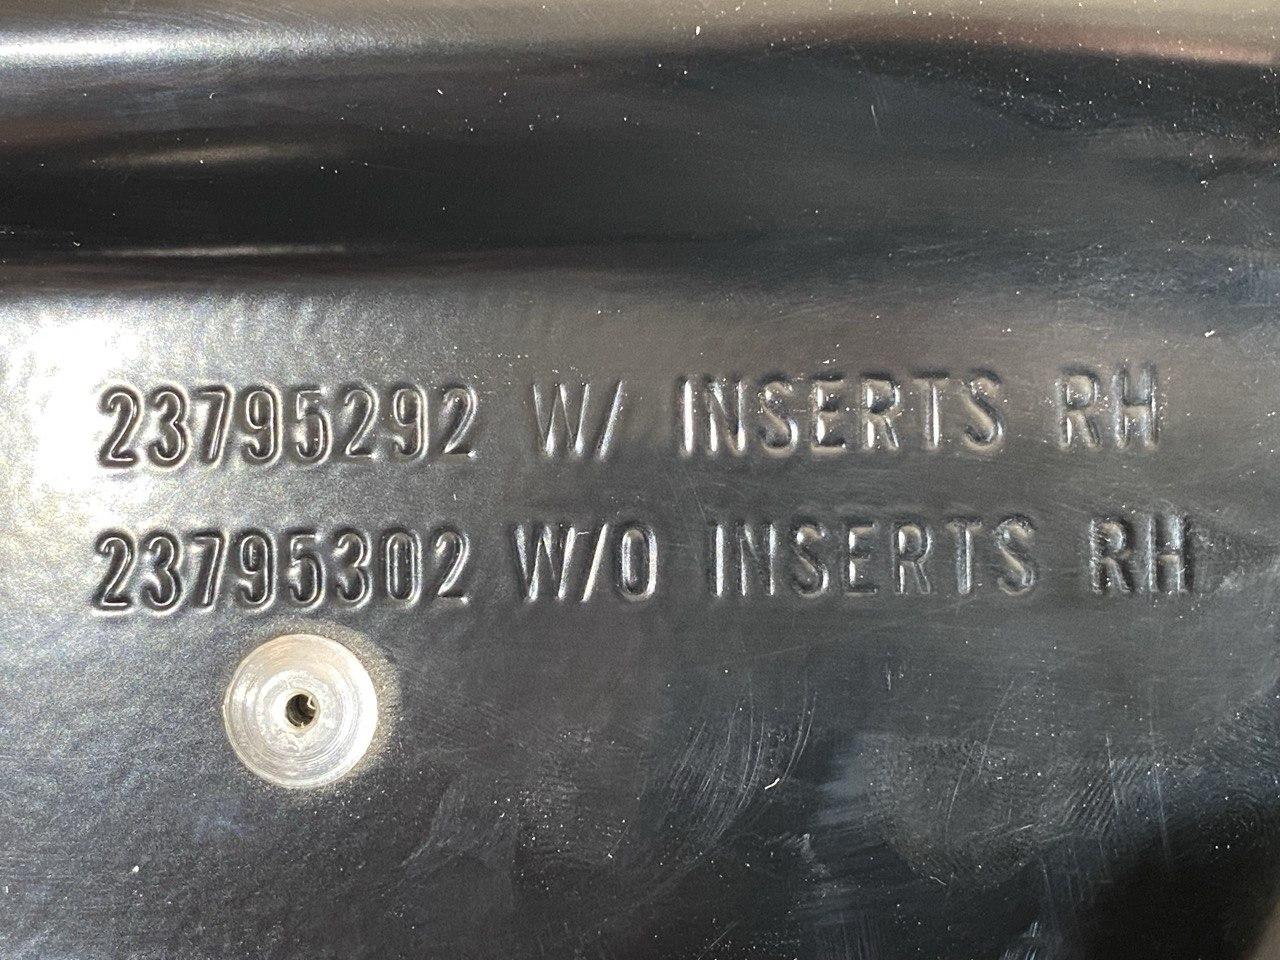 23795292 W/ INSERTS RH
23795302 W/O INSERTS RH